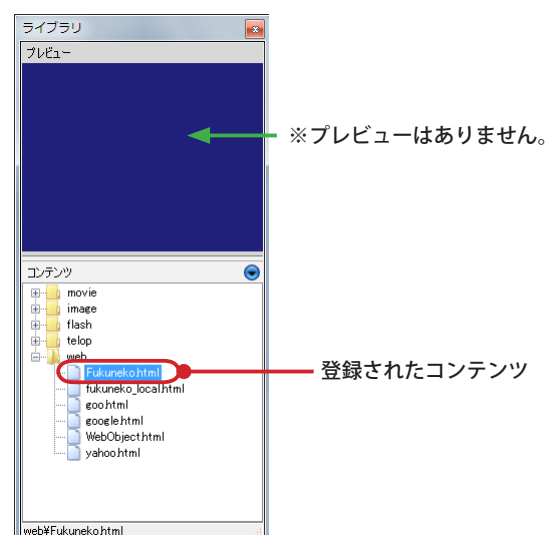 ライブラリ
プレビュー
※プレビューはありません。
コンテンツ
movie
image
flash
telop
web
Fukuneko.html
登録されたコンテンツ
fukuneko_local.html
goo.html
google.html
WebObject.html
yahoo.html
web¥Fukuneko.html